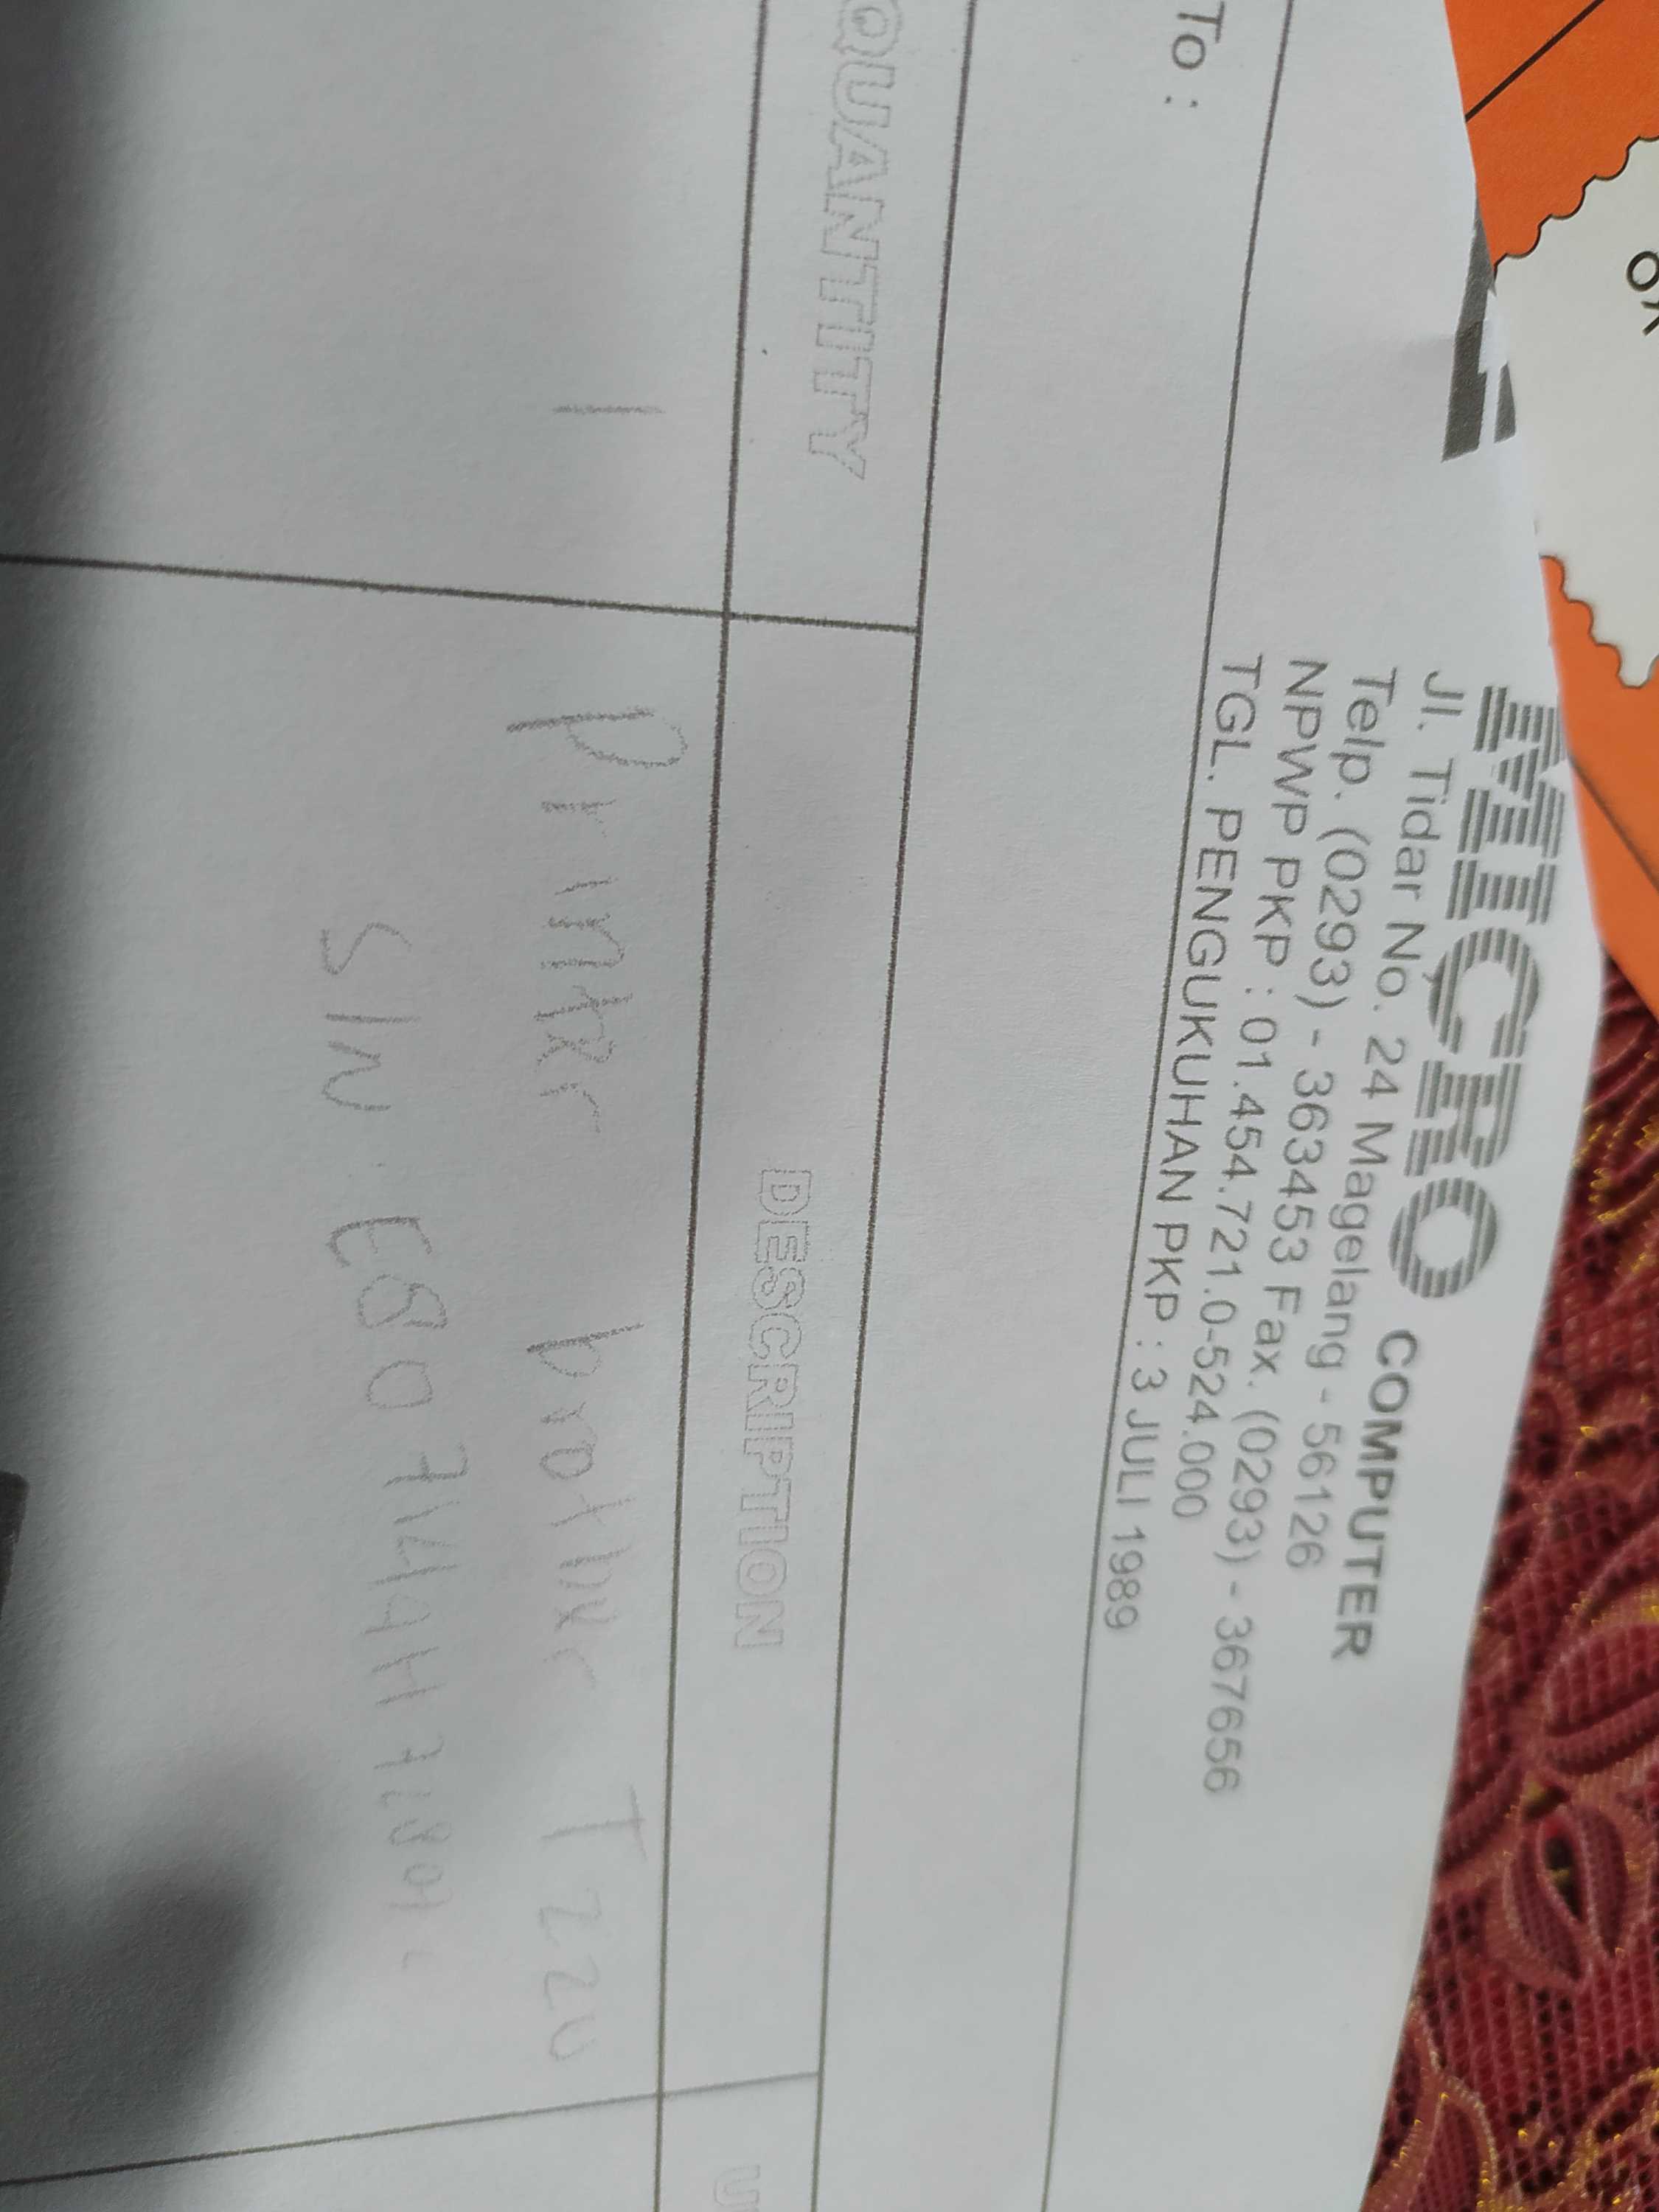 MICRO COMPUTER
Jl. Tidar No. 24 Magelang - 56126
Telp. (0293) - 363453 Fax. (0293) - 367656
NPWP PKP : 01.454.721.0-524.000
TGL. PENGUKUHAN PKP : 3 JULI 1989
To :
QUANTITY DESCRIPTION
1 Printer brother T220
S/N